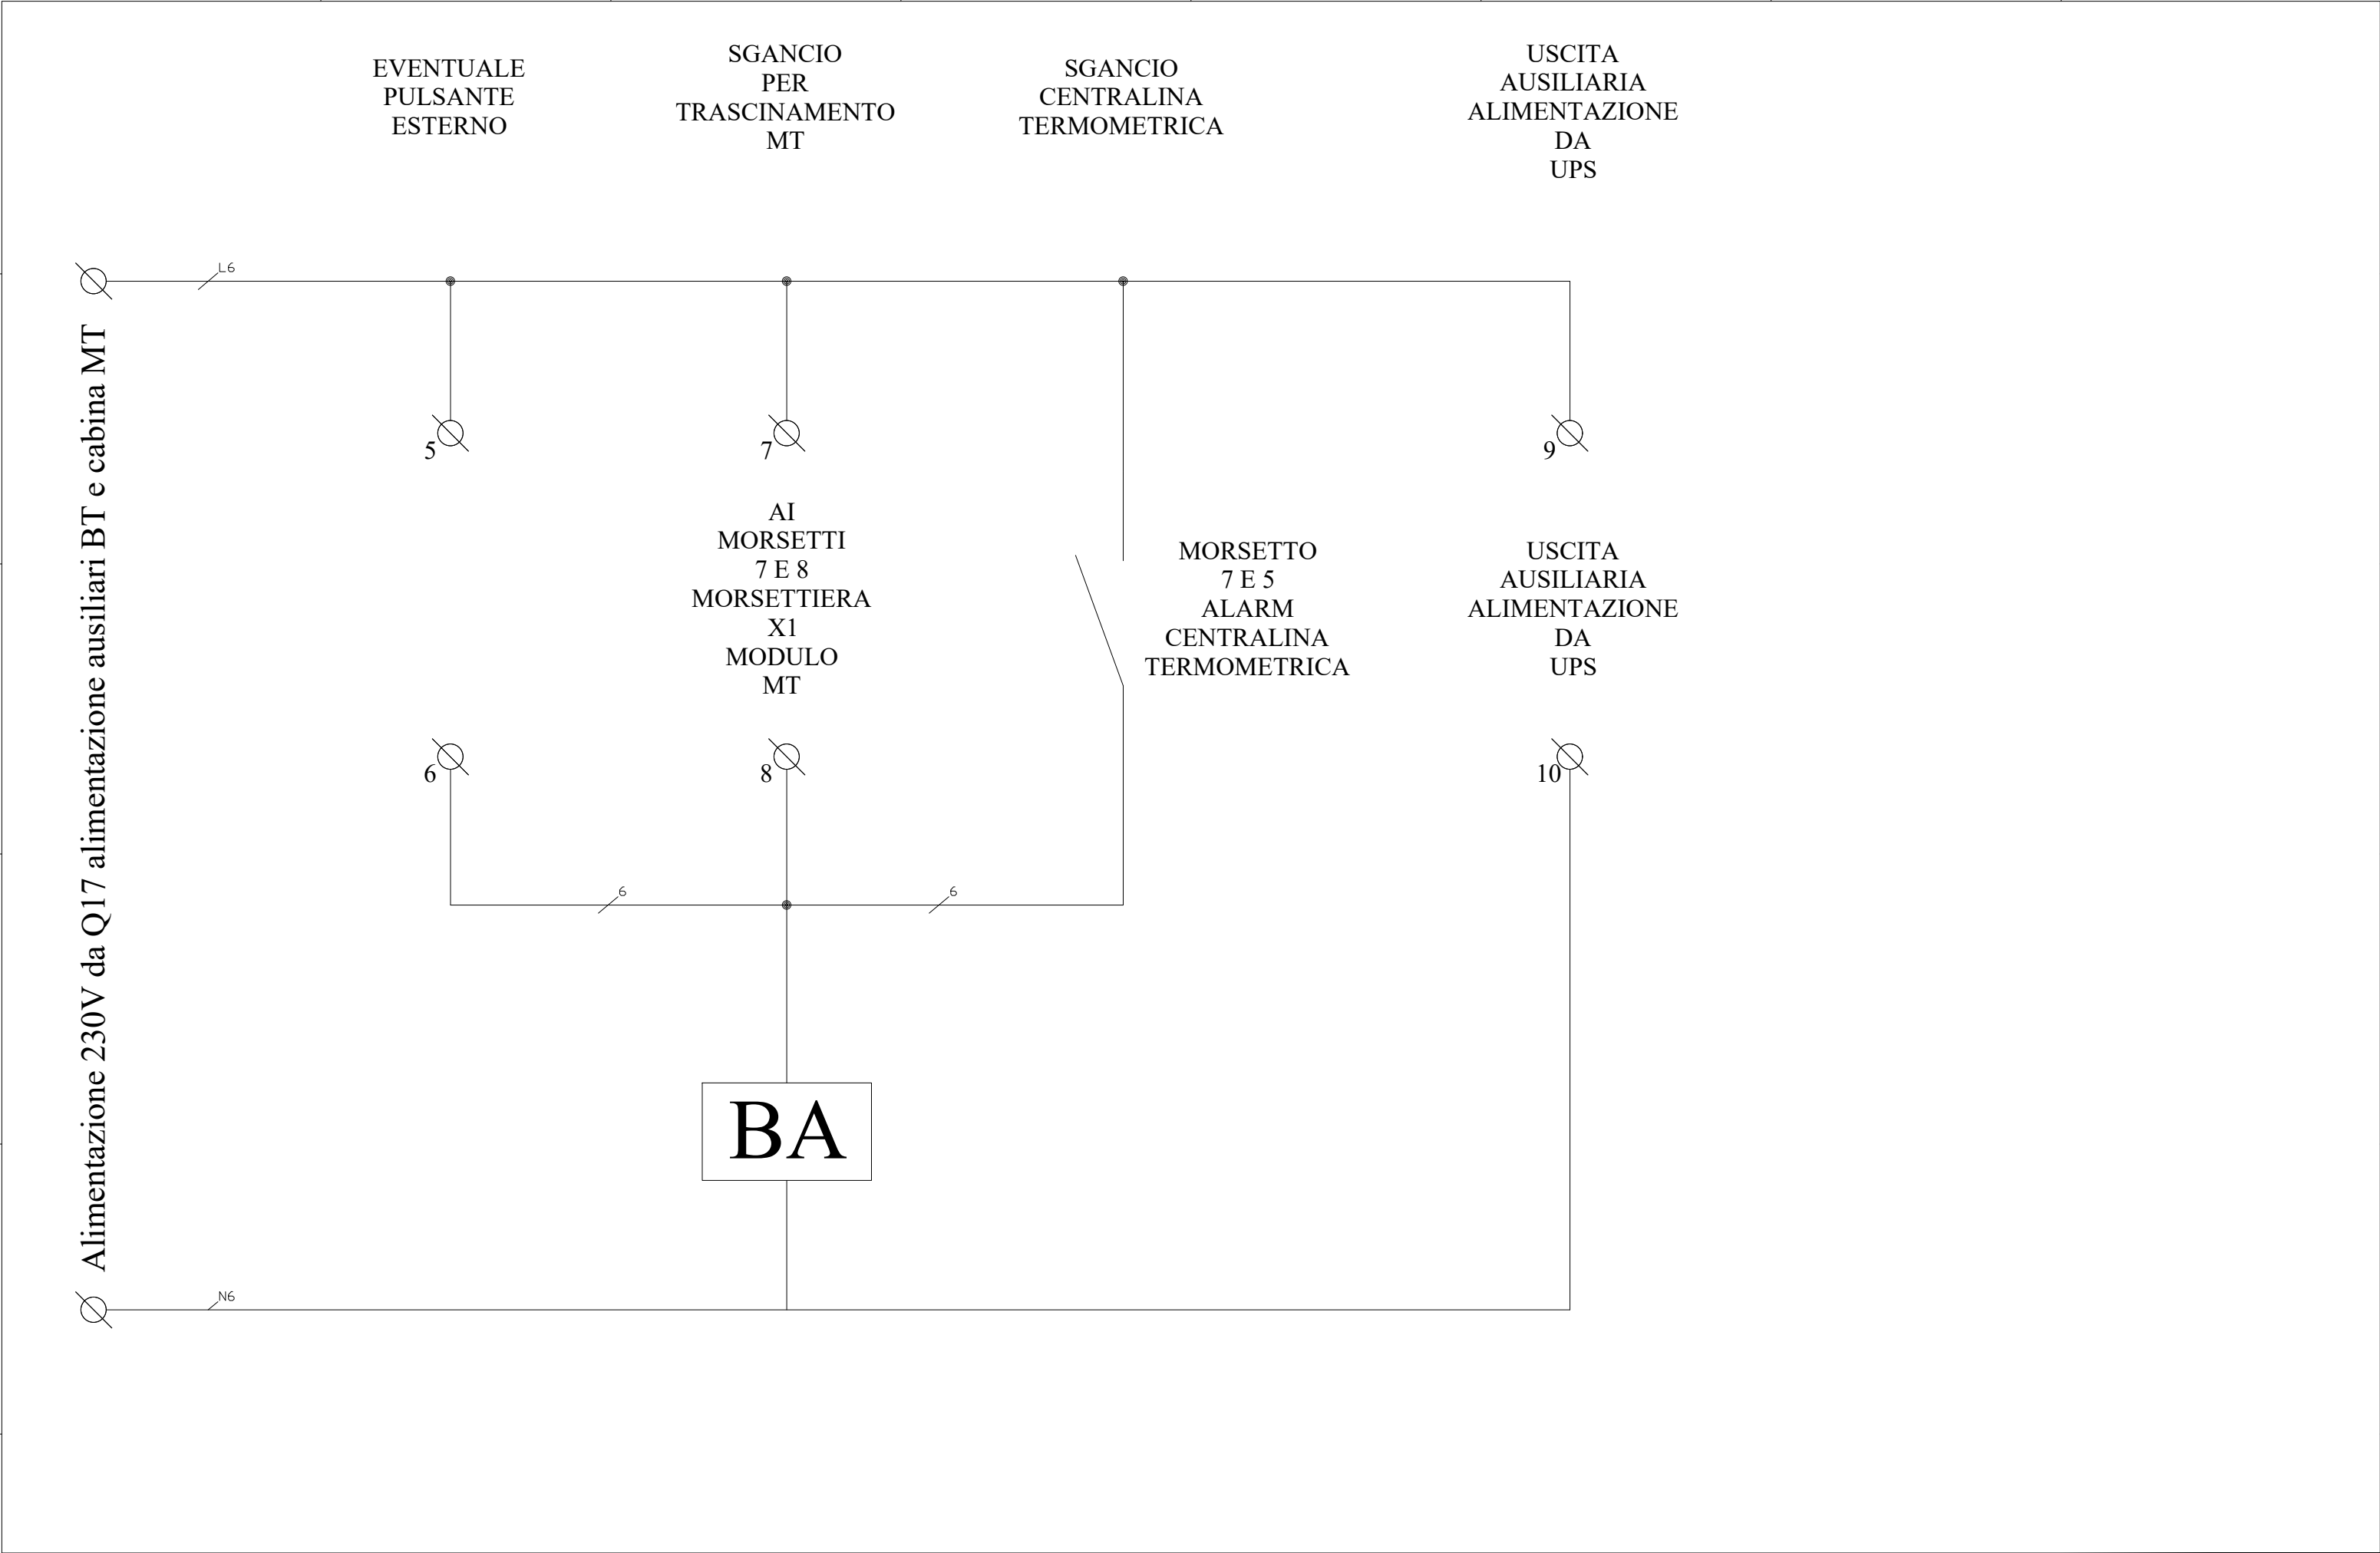 EVENTUALE
PULSANTE
ESTERNO
SGANCIO
PER
TRASCINAMENTO
MT
SGANCIO
CENTRALINA
TERMOMETRICA
USCITA
AUSILIARIA
ALIMENTAZIONE
DA
UPS
L6
Alimentazione 230V da Q17 alimentazione ausiliari BT e cabina MT
5
7
9
AI
MORSETTI
7 E 8
MORSETTIERA
X1
MODULO
MT
MORSETTO
7 E 5
ALARM
CENTRALINA
TERMOMETRICA
USCITA
AUSILIARIA
ALIMENTAZIONE
DA
UPS
6
8
10
6
6
BA
N6